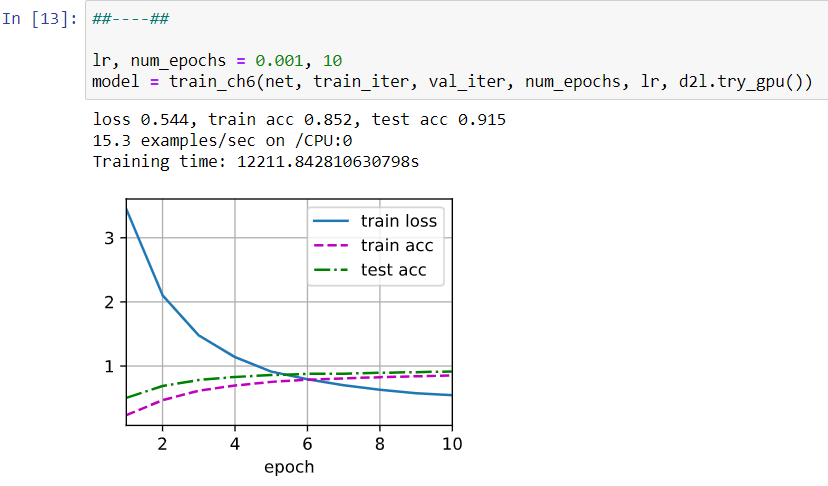 In [13]: ##----##
lr, num_epochs = 0.001, 10
model = train_ch6(net, train_iter, val_iter, num_epochs, lr, d2l.try_gpu())
loss 0.544, train acc 0.852, test acc 0.915
15.3 examples/sec on /CPU:0
Training time: 12211.842810630798s
train loss
train acc
test acc
3
2
1
2 4 6 8 10
epoch